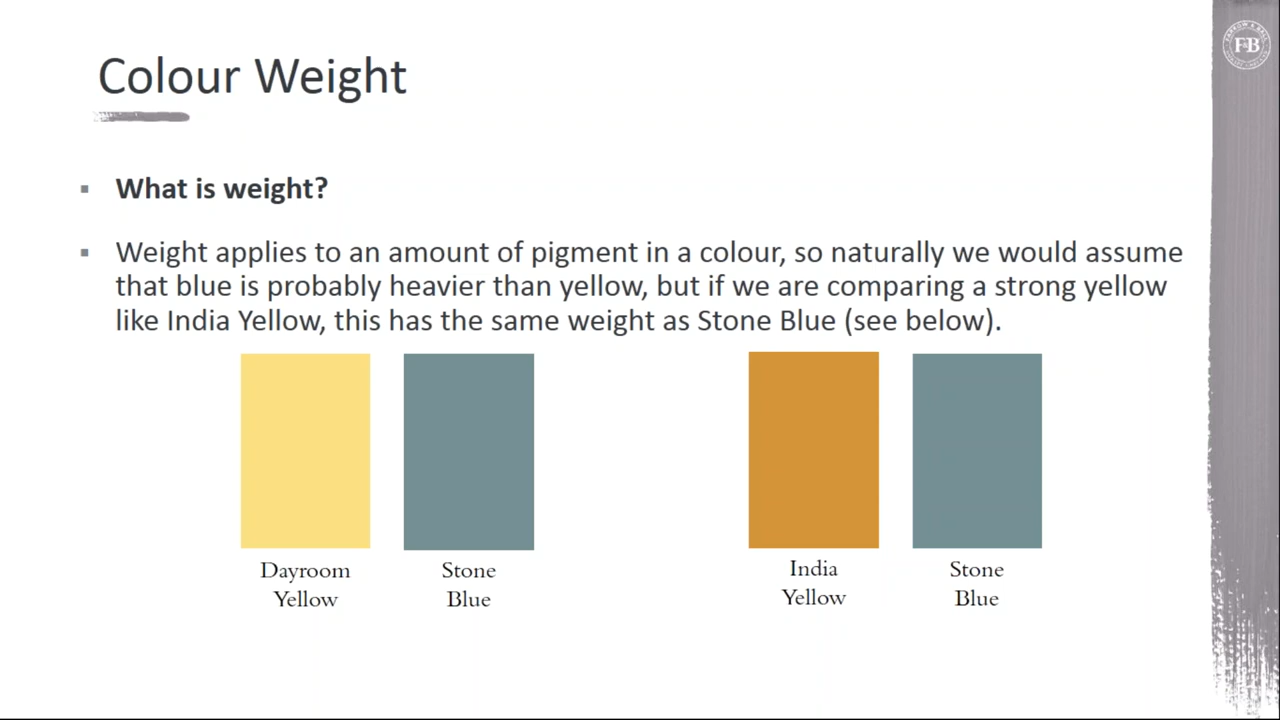 Colour Weight
F&B
What is weight?
Weight applies to an amount of pigment in a colour, so naturally we would assume
that blue is probably heavier than yellow, but if we are comparing a strong yellow
like India Yellow, this has the same weight as Stone Blue (see below).
Dayroom
Yellow
Stone
Blue
India
Yellow
Stone
Blue